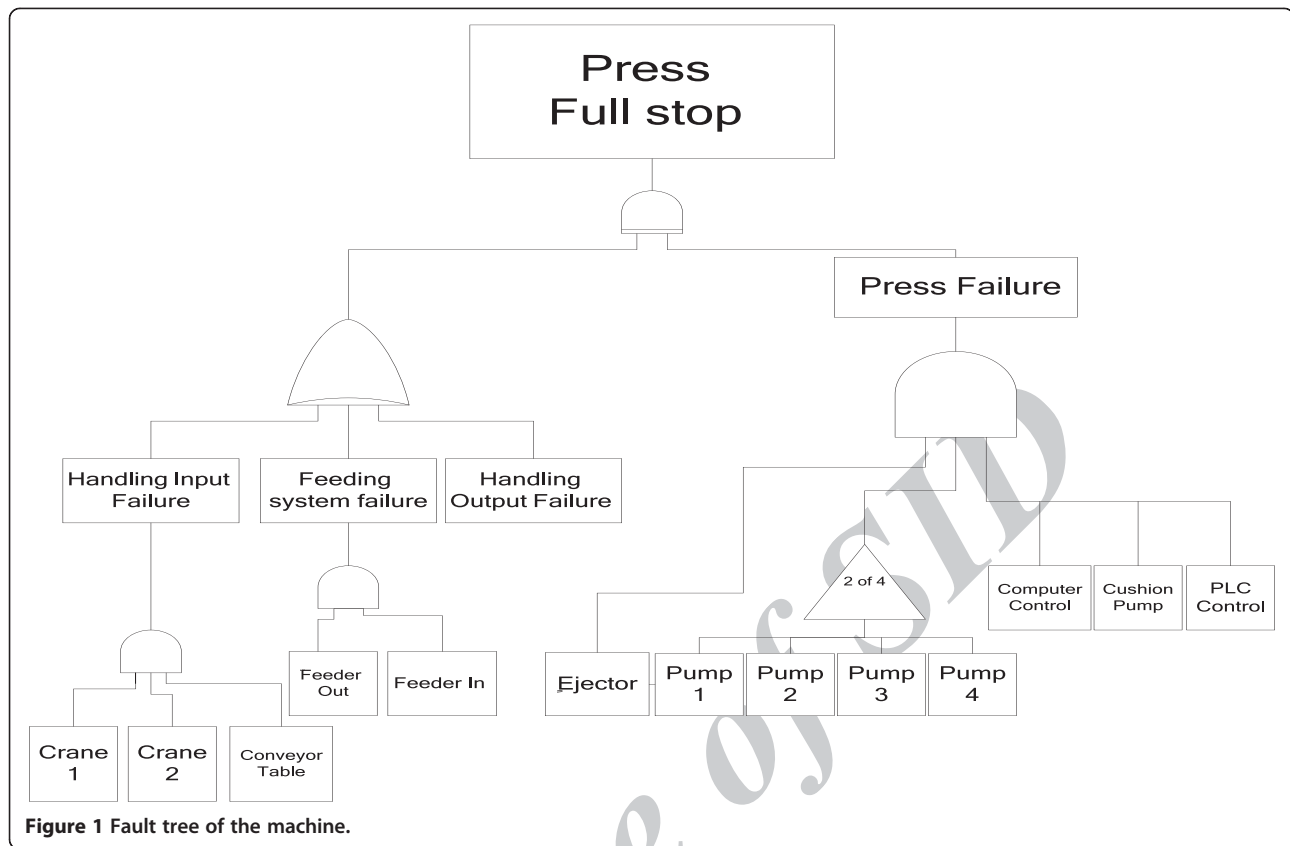 Press
Full stop
Press Failure
Handling Input
Failure
Feeding
system failure
Handling
Output Failure
2 of 4
Computer
Control
Cushion
Pump
PLC
Control
Feeder
Out
Feeder In
Ejector
Pump
1
Pump
2
Pump
3
Pump
4
Crane
1
Crane
2
Conveyor
Table
e of SID
Figure 1 Fault tree of the machine.